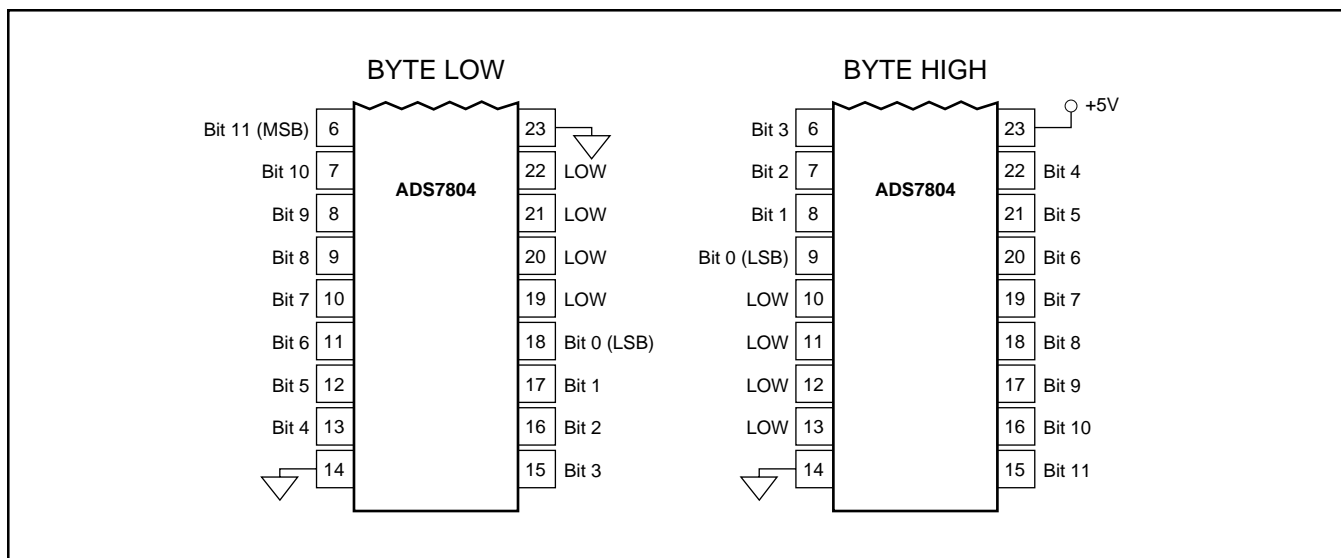 BYTE LOW
Bit 11 (MSB) 6 23
Bit 10 7 ADS7804 22 LOW
Bit 9 8 21 LOW
Bit 8 9 20 LOW
Bit 7 10 19 LOW
Bit 6 11 18 Bit 0 (LSB)
Bit 5 12 17 Bit 1
Bit 4 13 16 Bit 2
14 15 Bit 3
BYTE HIGH
+5V
Bit 3 6 23
Bit 2 7 ADS7804 22 Bit 4
Bit 1 8 21 Bit 5
Bit 0 (LSB) 9 20 Bit 6
LOW 10 19 Bit 7
LOW 11 18 Bit 8
LOW 12 17 Bit 9
LOW 13 16 Bit 10
14 15 Bit 11